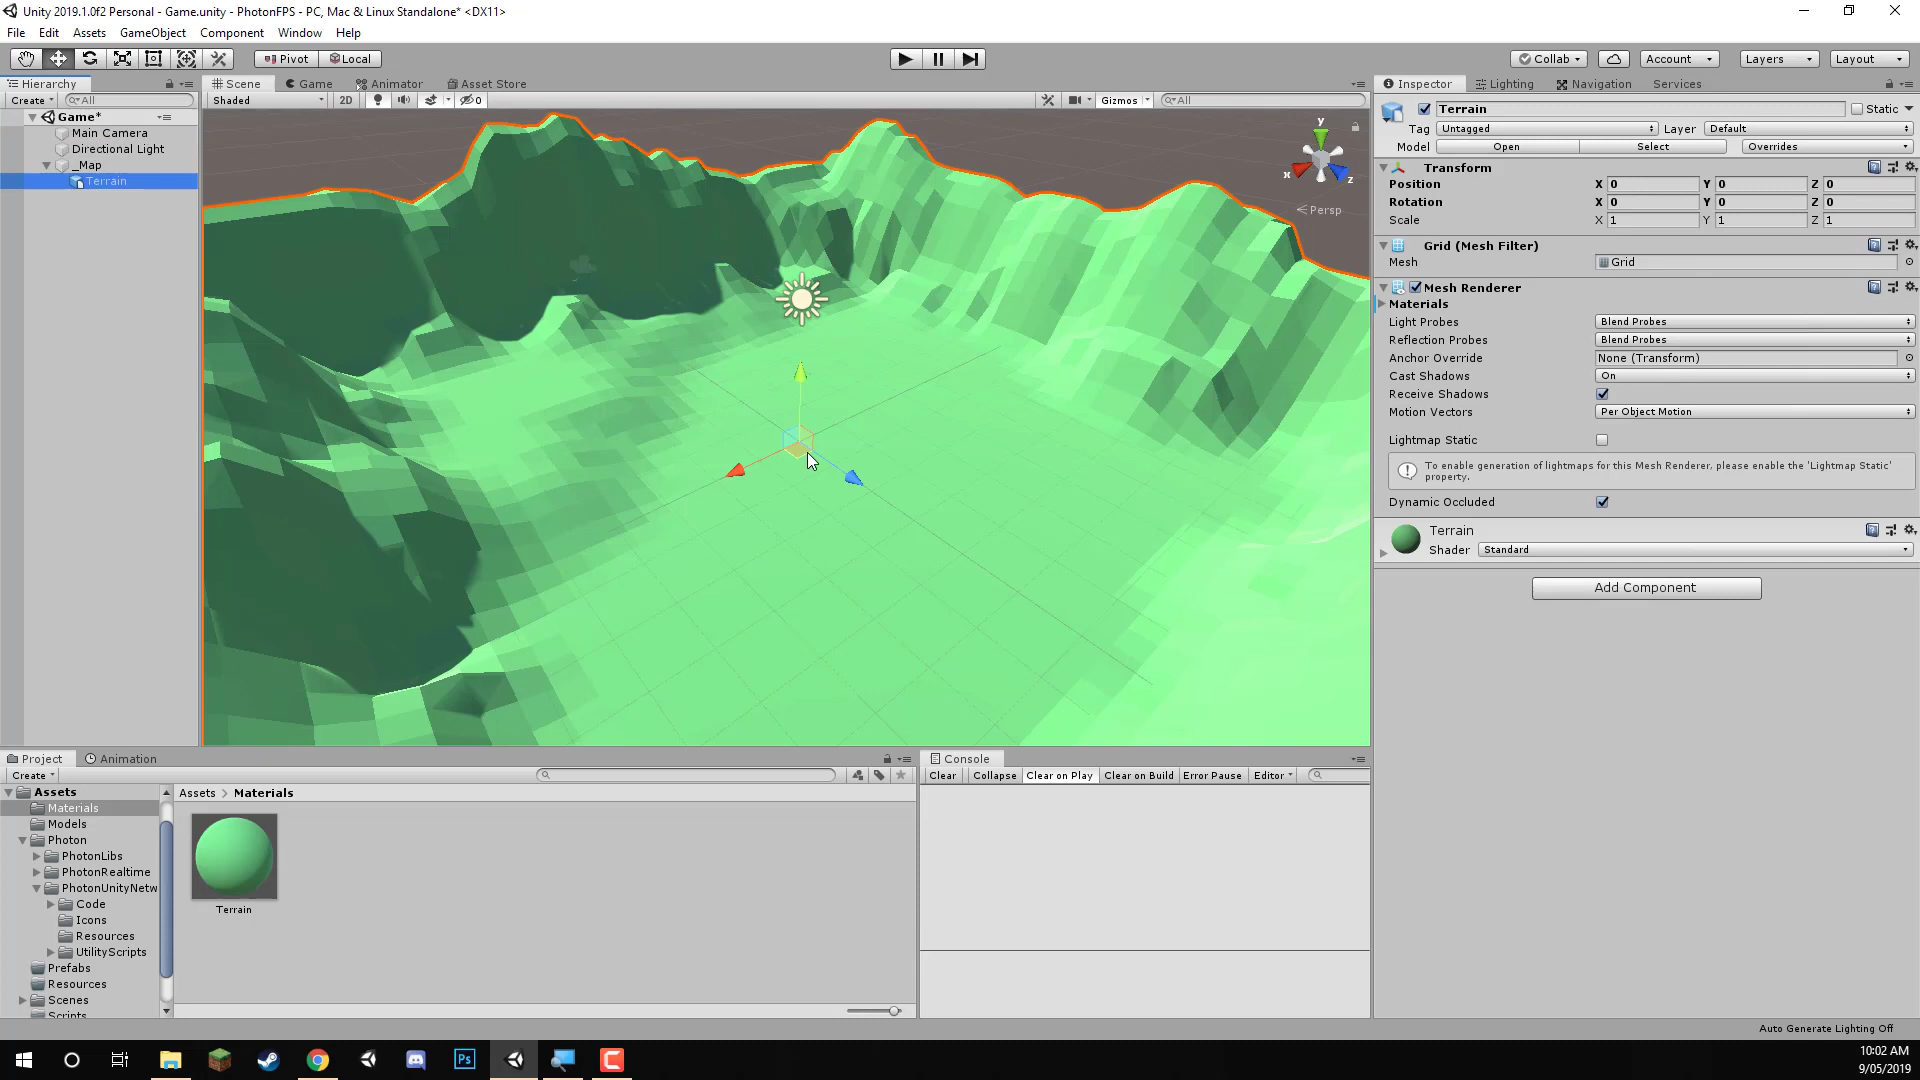 Unity 2019.1.0f2 Personal - Game.unity - PhotonFPS - PC, Mac & Linux Standalone* <DX11>
File Edit Assets GameObject Component Window Help
Pivot Local Collab Account Layers Layout
Hierarchy Scene Game Animator Asset Store Inspector Lighting Navigation Services
Create All Shaded 2D 0 Gizmos All
Game*
Main Camera
Directional Light
_Map
Terrain
y
x
z
Persp
Terrain Static
Tag Untagged Layer Default
Model Open Select Overrides
Transform
Position X 0 Y 0 Z 0
Rotation X 0 Y 0 Z 0
Scale X 1 Y 1 Z 1
Grid (Mesh Filter)
Mesh Grid
Mesh Renderer
Materials
Light Probes Blend Probes
Reflection Probes Blend Probes
Anchor Override None (Transform)
Cast Shadows On
Receive Shadows
Motion Vectors Per Object Motion
Lightmap Static
To enable generation of lightmaps for this Mesh Renderer, please enable the 'Lightmap Static'
property.
Dynamic Occluded
Terrain
Shader Standard
Add Component
Project Animation Console
Create Clear Collapse Clear on Play Clear on Build Error Pause Editor
Assets
Materials
Models
Photon
PhotonLibs
PhotonRealtime
PhotonUnityNetw
Code
Icons
Resources
UtilityScripts
Prefabs
Resources
Scenes
Scripts
Assets > Materials
Terrain
Auto Generate Lighting Off
Ps
10:02 AM
9/05/2019